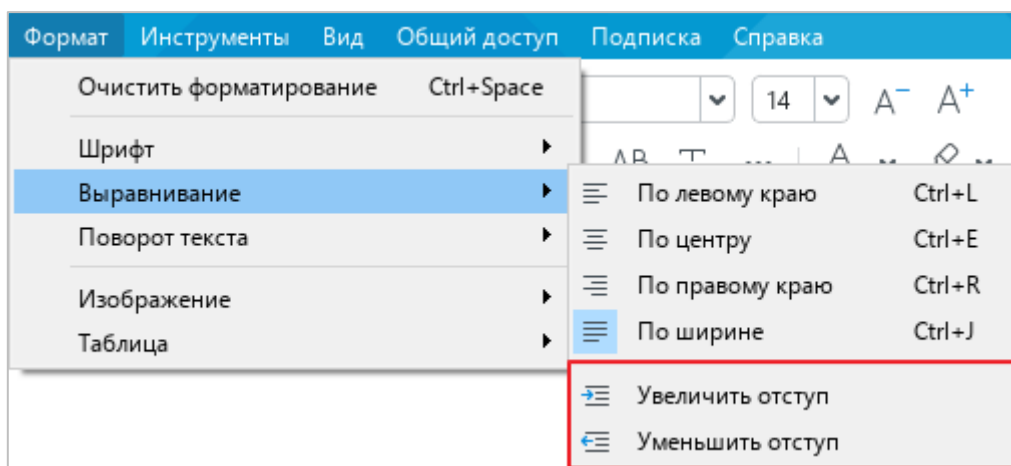 Формат Инструменты Вид Общий доступ Подписка Справка
Очистить форматирование Ctrl+Space
14 A− A+
Шрифт
Выравнивание
Поворот текста
Изображение
Таблица
По левому краю Ctrl+L
По центру Ctrl+E
По правому краю Ctrl+R
По ширине Ctrl+J
Увеличить отступ
Уменьшить отступ